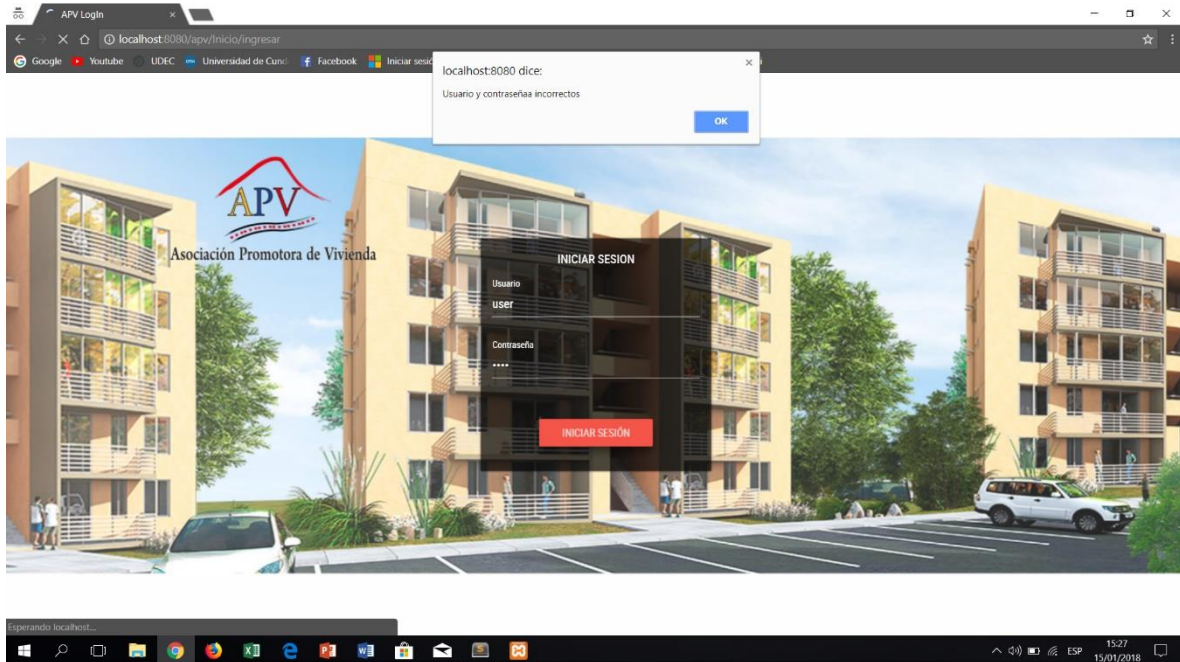 APV LogIn
localhost:8080/apv/Inicio/ingresar
Google Youtube UDEC Universidad de Cund Facebook Iniciar sesió
localhost:8080 dice:
Usuario y contraseñaa incorrectos
OK
APV
Asociación Promotora de Vivienda
INICIAR SESION
Usuario
user
Contraseña
••••
INICIAR SESIÓN
Esperando localhost...
ESP
15:27
15/01/2018